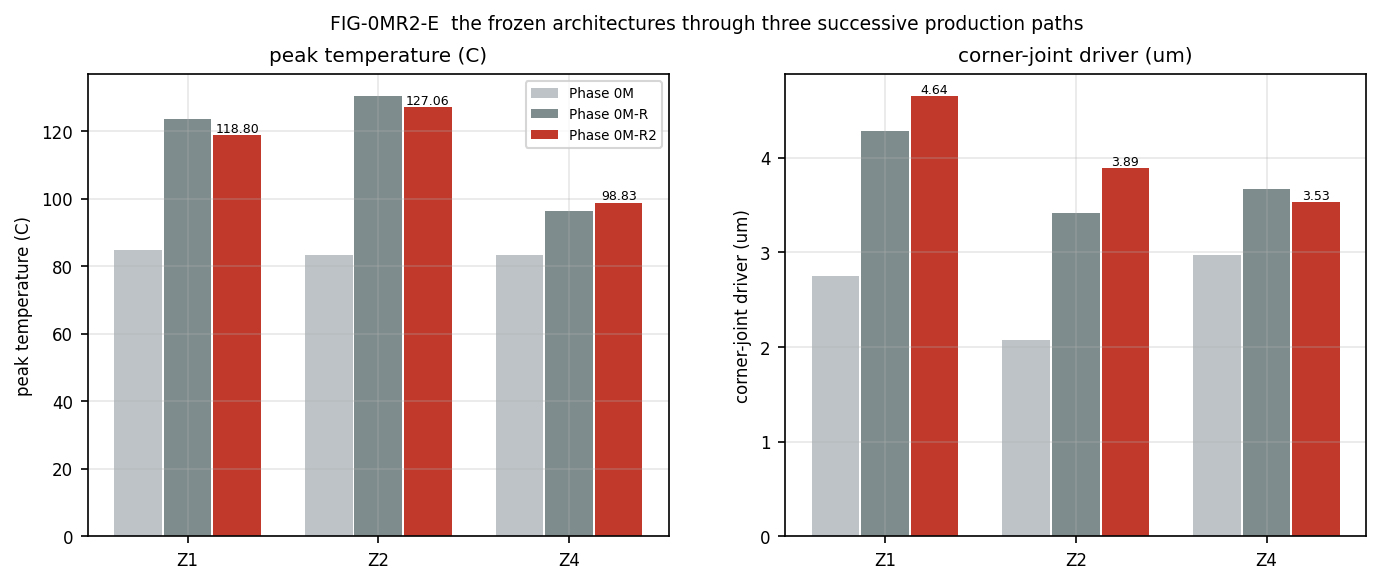 FIG-0MR2-E the frozen architectures through three successive production paths
peak temperature (C)
peak temperature (C)
120
100
80
60
40
20
0
118.80
127.06
98.83
Phase 0M
Phase 0M-R
Phase 0M-R2
Z1
Z2
Z4
corner-joint driver (um)
corner-joint driver (um)
4
3
2
1
0
4.64
3.89
3.53
Z1
Z2
Z4